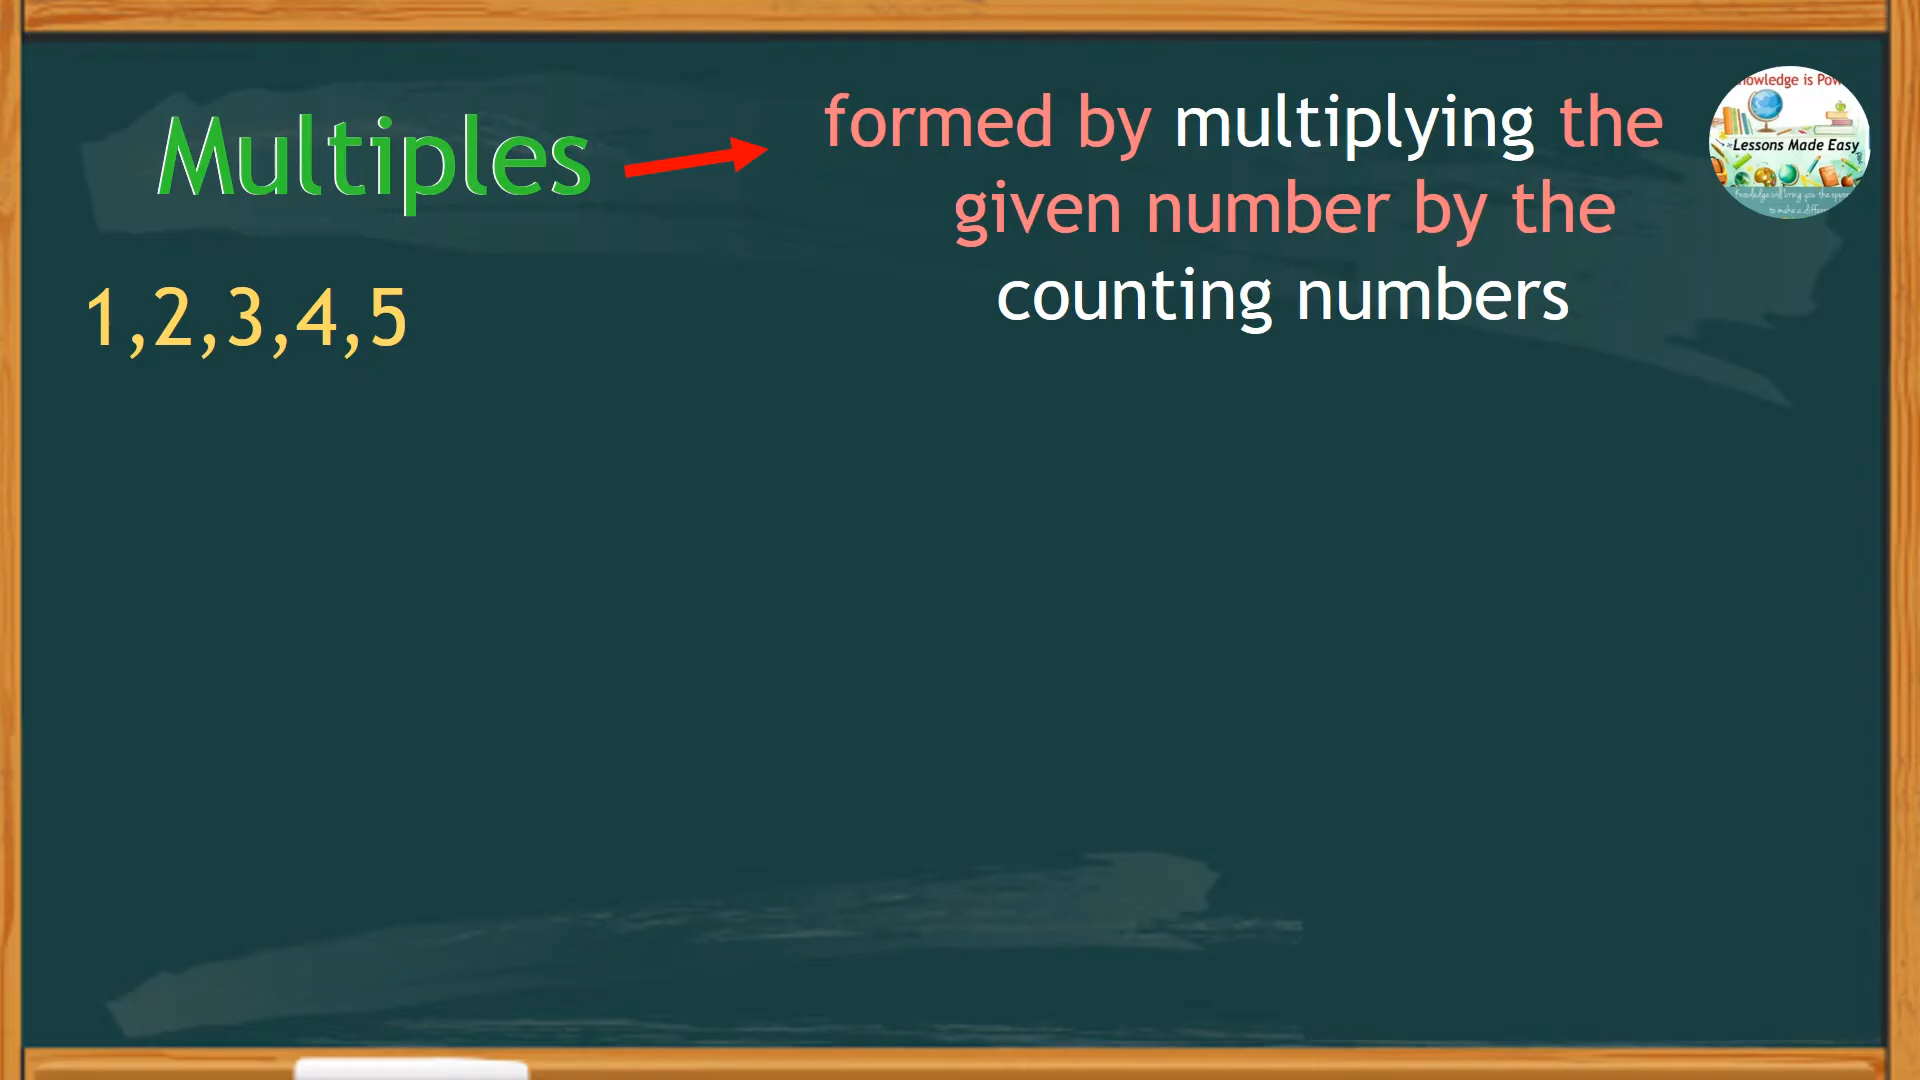 Multiples
formed by multiplying the
given number by the
counting numbers
1,2,3,4,5
Lessons Made Easy